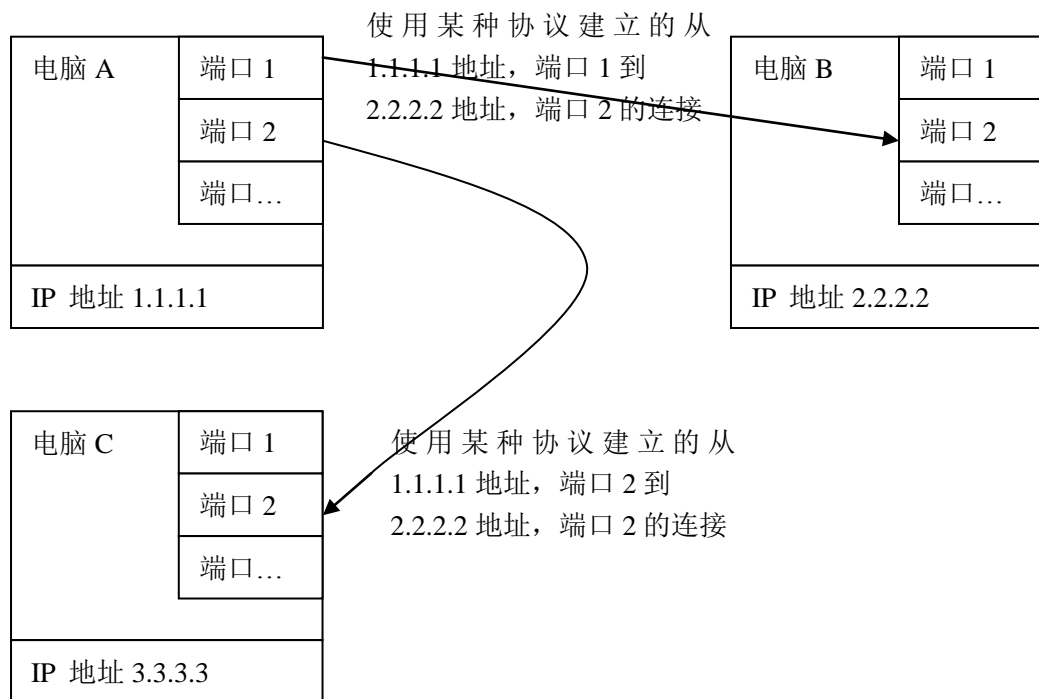 使用某种协议建立的从
1.1.1.1 地址，端口 1 到
2.2.2.2 地址，端口 2 的连接
电脑 A
端口 1
端口 2
端口…
IP 地址 1.1.1.1
电脑 B
端口 1
端口 2
端口…
IP 地址 2.2.2.2
电脑 C
端口 1
端口 2
端口…
IP 地址 3.3.3.3
使用某种协议建立的从
1.1.1.1 地址，端口 2 到
2.2.2.2 地址，端口 2 的连接